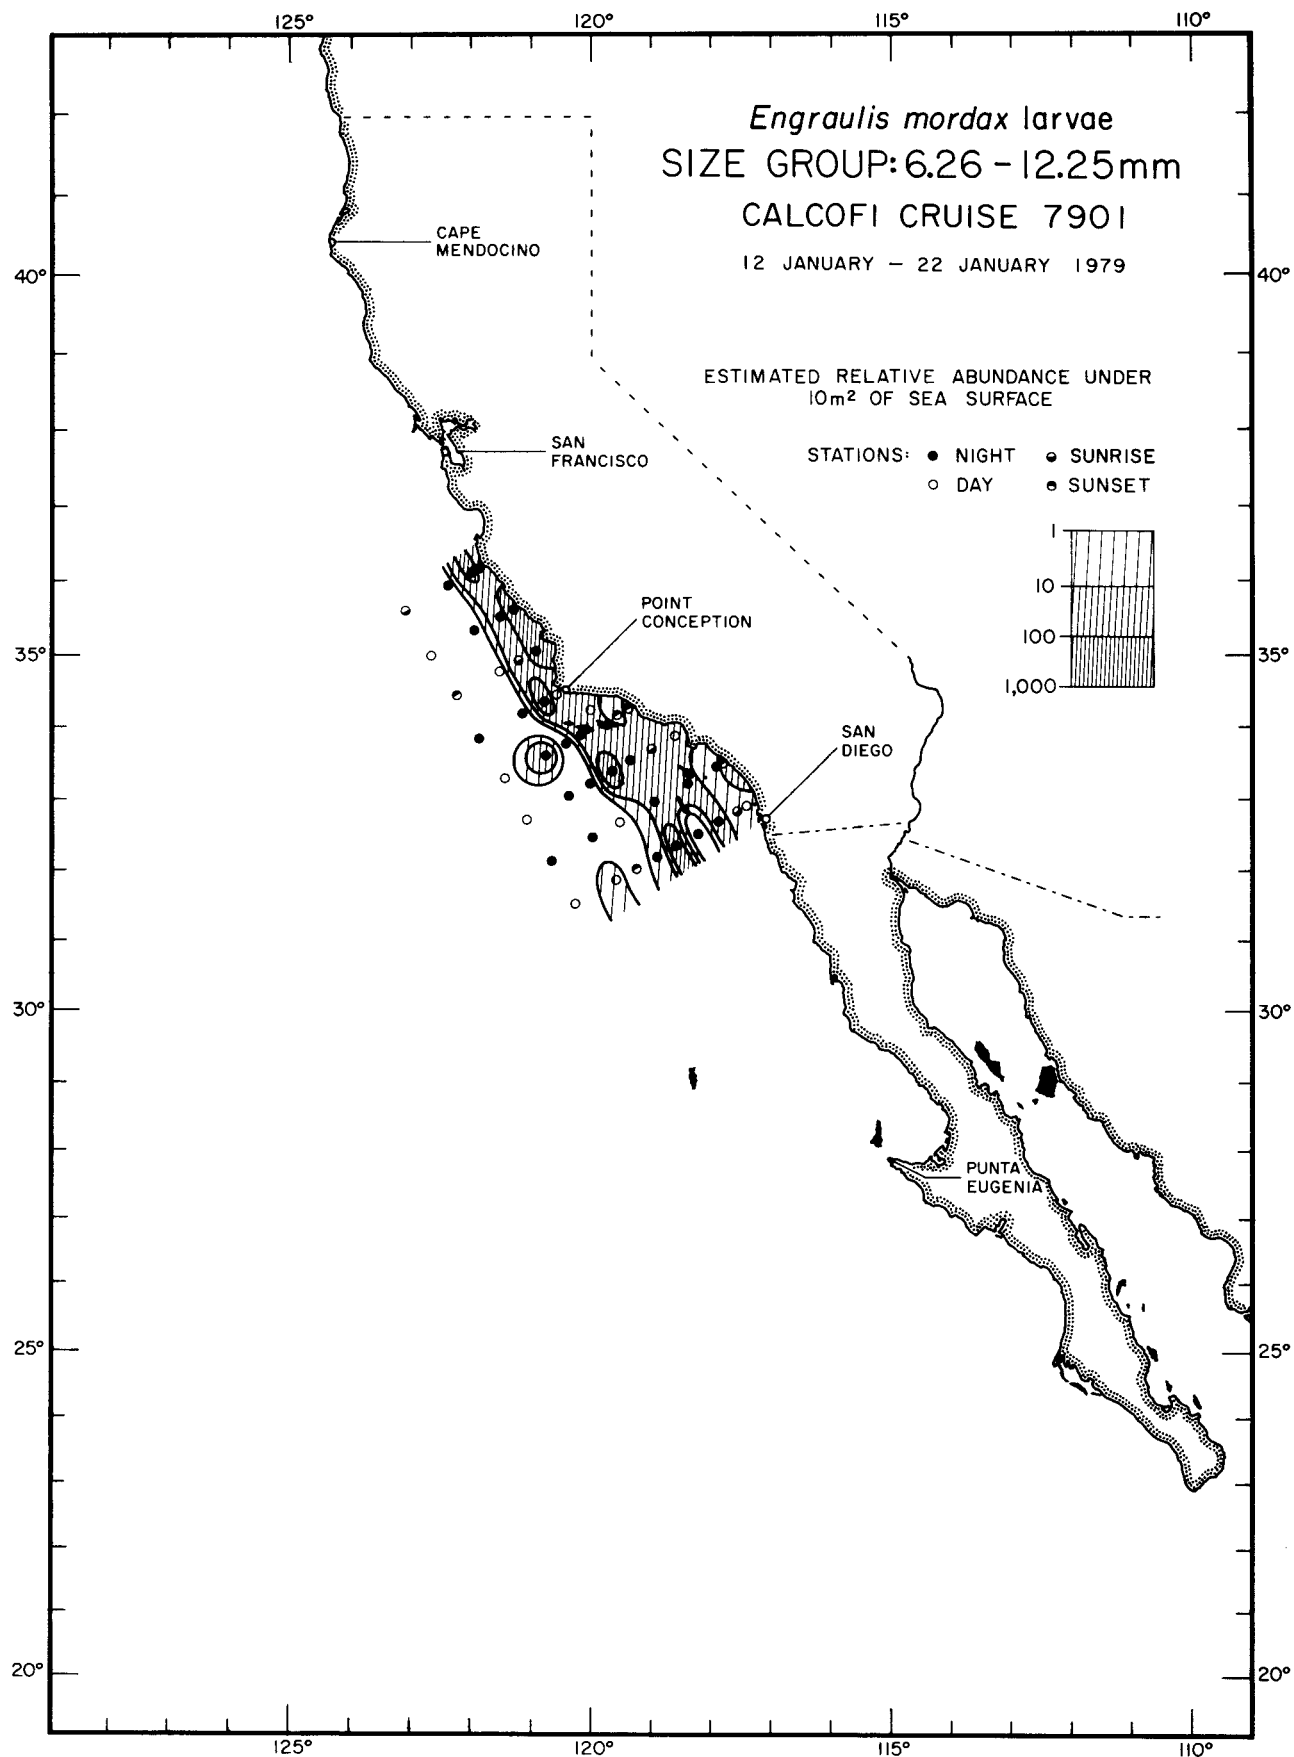 125° 120° 115° 110°
Engraulis mordax larvae
SIZE GROUP: 6.26 - 12.25mm
CALCOFI CRUISE 7901
12 JANUARY - 22 JANUARY 1979
CAPE
MENDOCINO
40° 40°
ESTIMATED RELATIVE ABUNDANCE UNDER
10m² OF SEA SURFACE
SAN
FRANCISCO
STATIONS: ● NIGHT ◒ SUNRISE
○ DAY ◓ SUNSET
1
10
100
1,000
POINT
CONCEPTION
35° 35°
SAN
DIEGO
30° 30°
PUNTA
EUGENIA
25° 25°
20° 20°
125° 120° 115° 110°